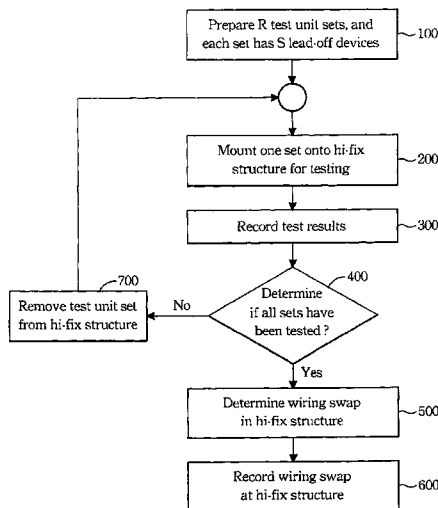 Prepare R test unit sets, and
each set has S lead-off devices
100
Mount one set onto hi-fix
structure for testing
200
Record test results
300
700
400
Remove test unit set
from hi-fix structure
No
Determine
if all sets have
been tested ?
Yes
Determine wiring swap
in hi-fix structure
500
Record wiring swap
at hi-fix structure
600